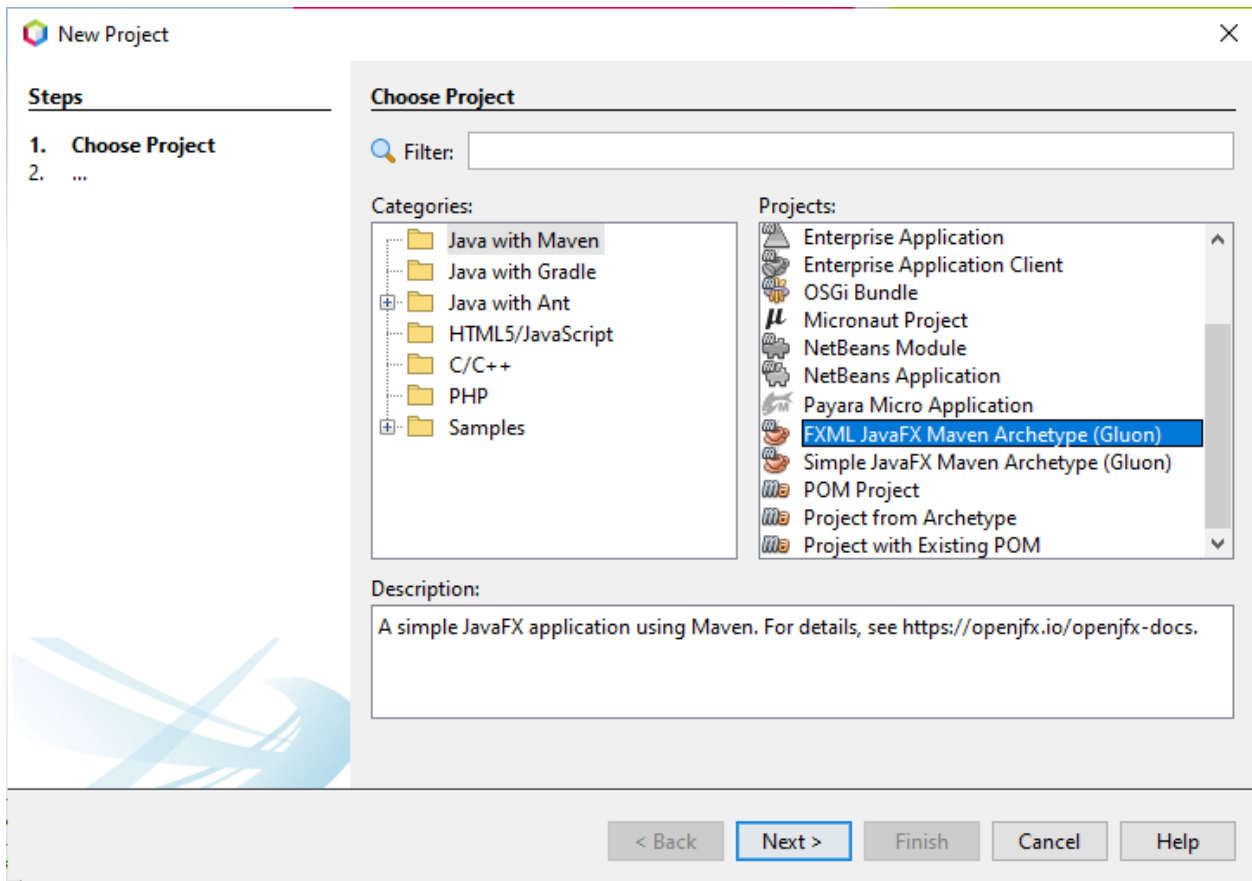 New Project
Steps
1. Choose Project
2. ...
Choose Project
Filter:
Categories:
Java with Maven
Java with Gradle
Java with Ant
HTML5/JavaScript
C/C++
PHP
Samples
Projects:
Enterprise Application
Enterprise Application Client
OSGi Bundle
μ Micronaut Project
NetBeans Module
NetBeans Application
Payara Micro Application
FXML JavaFX Maven Archetype (Gluon)
Simple JavaFX Maven Archetype (Gluon)
POM Project
Project from Archetype
Project with Existing POM
Description:
A simple JavaFX application using Maven. For details, see https://openjfx.io/openjfx-docs.
< Back Next > Finish Cancel Help